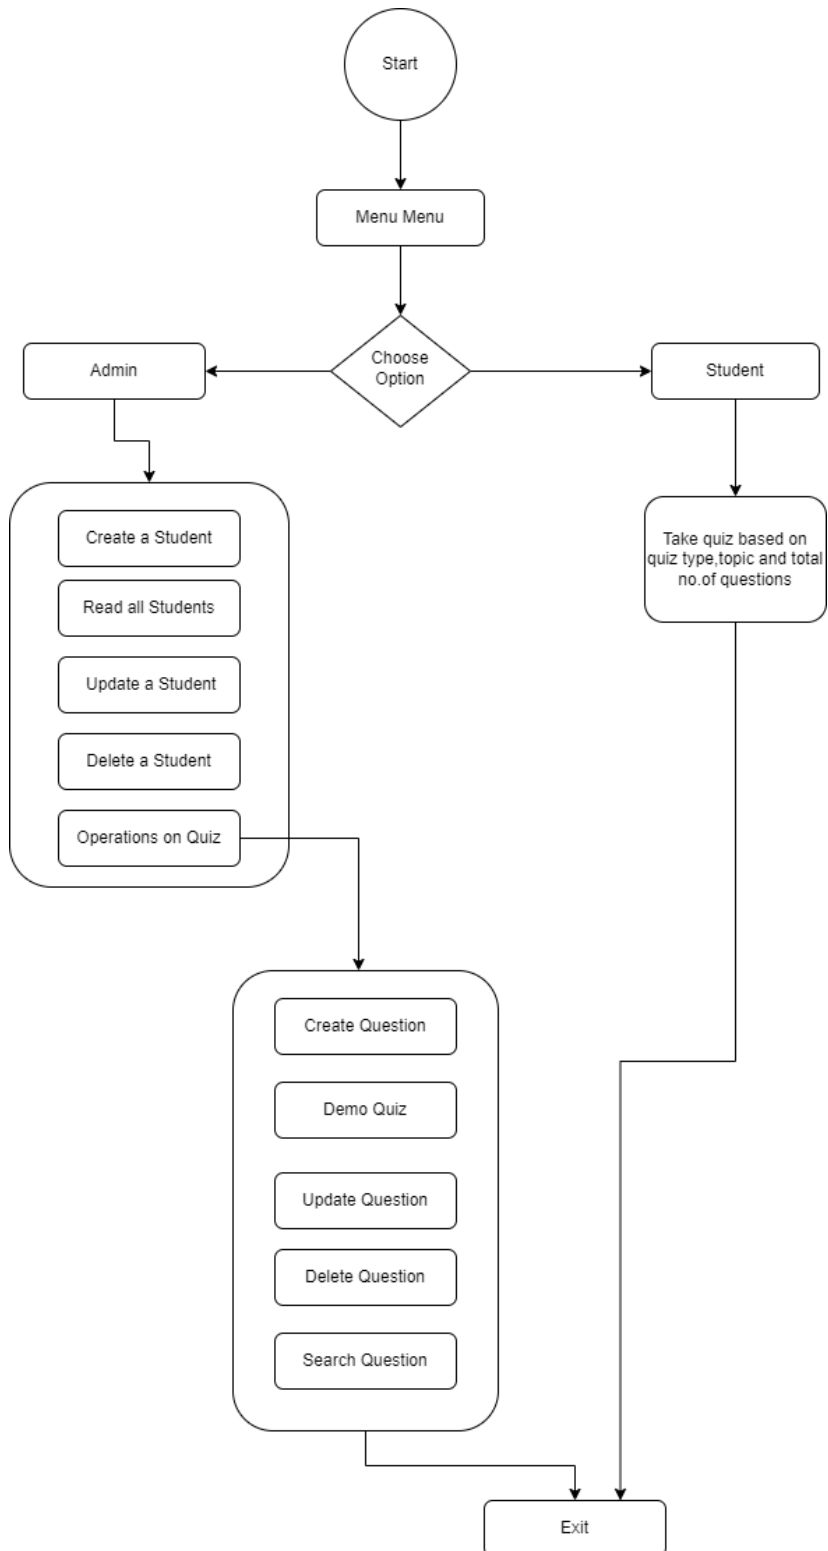 Start
Menu Menu
Choose
Option
Admin
Student
Create a Student
Read all Students
Update a Student
Delete a Student
Operations on Quiz
Take quiz based on
quiz type,topic and total
no.of questions
Create Question
Demo Quiz
Update Question
Delete Question
Search Question
Exit